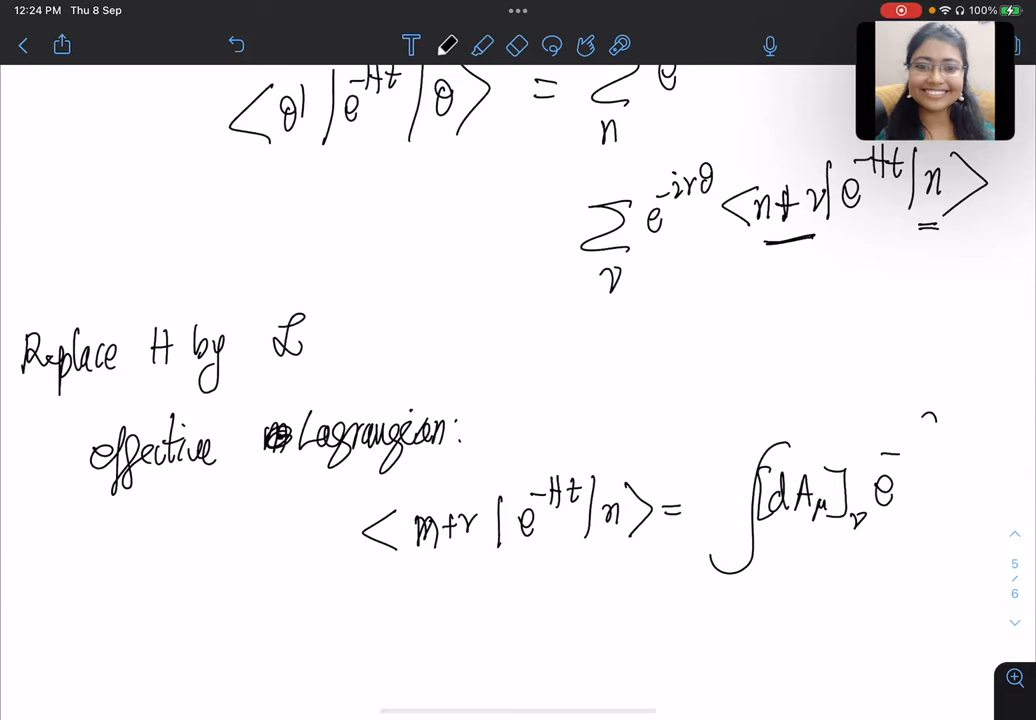 12:24 PM Thu 8 Sep 100%
<θ'|e^{-Ht}|θ> = Σ_n e
Σ_ν e^{-iνθ} <n+ν|e^{-Ht}|n>
Replace H by ℒ
effective Lagrangian:
<n+ν|e^{-Ht}|n> = ∫[dA_μ]_ν e^-
5
/
6